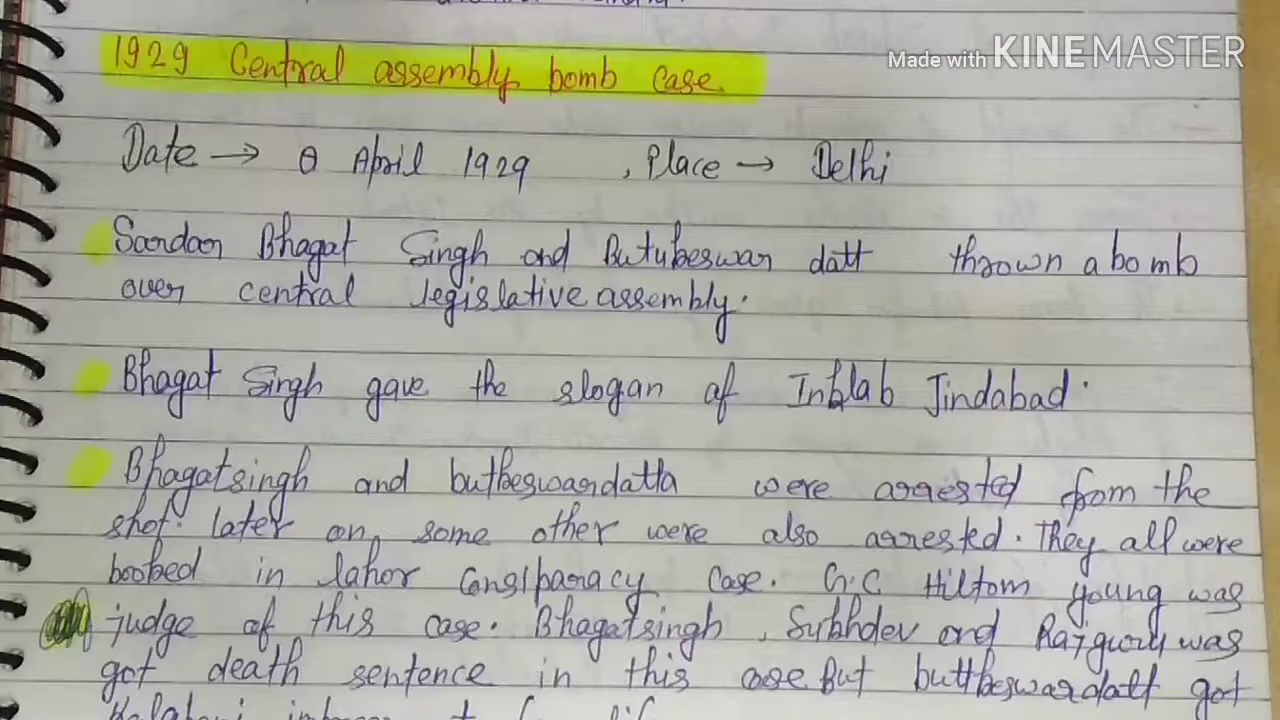 Made with KINEMASTER
1929 Central assembly bomb case.
Date → 8 April 1929 , Place → Delhi
Sardar Bhagat Singh and Butukeswar datt thrown a bomb
over central legislative assembly.
Bhagat Singh gave the slogan of Inklab Jindabad.
Bhagatsingh and butkeswardatta were arrested from the
shot. later on, some other were also arrested. They all were
booked in lahor Conslparacy Case. G.C Hiltom young was
judge of this case. Bhagatsingh, Sukhdev and Rajguru was
got death sentence in this case But buttkeswardatt got